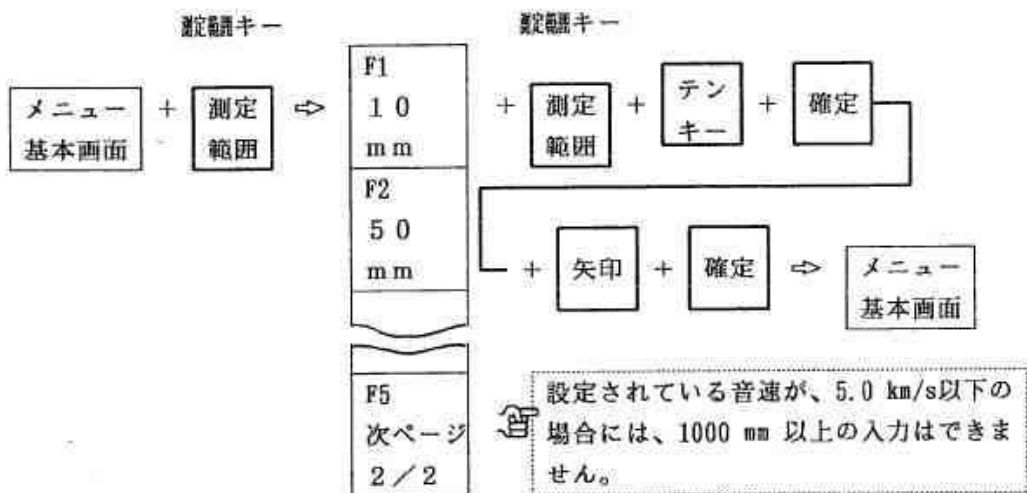 測定範囲キー
測定範囲キー
メニュー
基本画面
+
測定
範囲
⇨
F1
10
mm
F2
50
mm
F5
次ページ
2/2
+
測定
範囲
+
テン
キー
+
確定
+
矢印
+
確定
⇨
メニュー
基本画面
☞
設定されている音速が、5.0 km/s以下の
場合には、1000 mm 以上の入力はできま
せん。